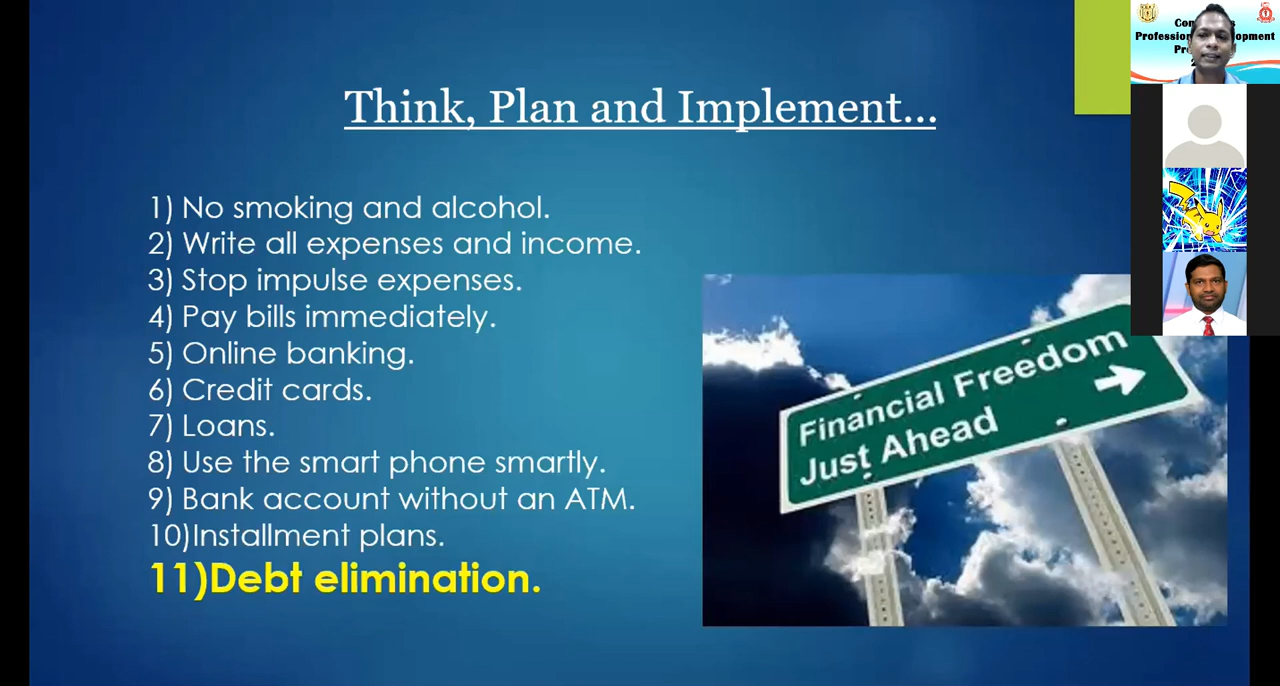 Think, Plan and Implement...
1) No smoking and alcohol.
2) Write all expenses and income.
3) Stop impulse expenses.
4) Pay bills immediately.
5) Online banking.
6) Credit cards.
7) Loans.
8) Use the smart phone smartly.
9) Bank account without an ATM.
10)Installment plans.
11)Debt elimination.
Financial Freedom
Just Ahead